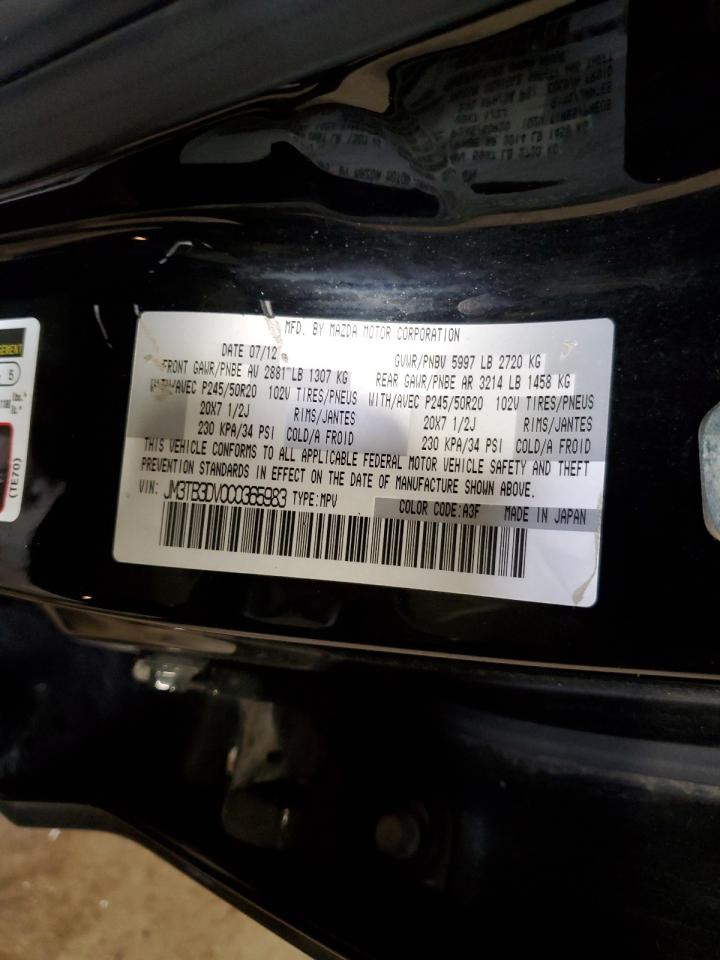 MFD. BY MAZDA MOTOR CORPORATION
DATE 07/12 GVWR/PNBV 5997 LB 2720 KG
FRONT GAWR/PNBE AV 2881 LB 1307 KG REAR GAWR/PNBE AR 3214 LB 1458 KG
WITH/AVEC P245/50R20 102V TIRES/PNEUS WITH/AVEC P245/50R20 102V TIRES/PNEUS
20X7 1/2J RIMS/JANTES 20X7 1/2J RIMS/JANTES
230 KPA/34 PSI COLD/A FROID 230 KPA/34 PSI COLD/A FROID
THIS VEHICLE CONFORMS TO ALL APPLICABLE FEDERAL MOTOR VEHICLE SAFETY AND THEFT
PREVENTION STANDARDS IN EFFECT ON THE DATE OF MANUFACTURE SHOWN ABOVE.
VIN: TYPE:MPV
COLOR CODE:A3F MADE IN JAPAN
(TE70)